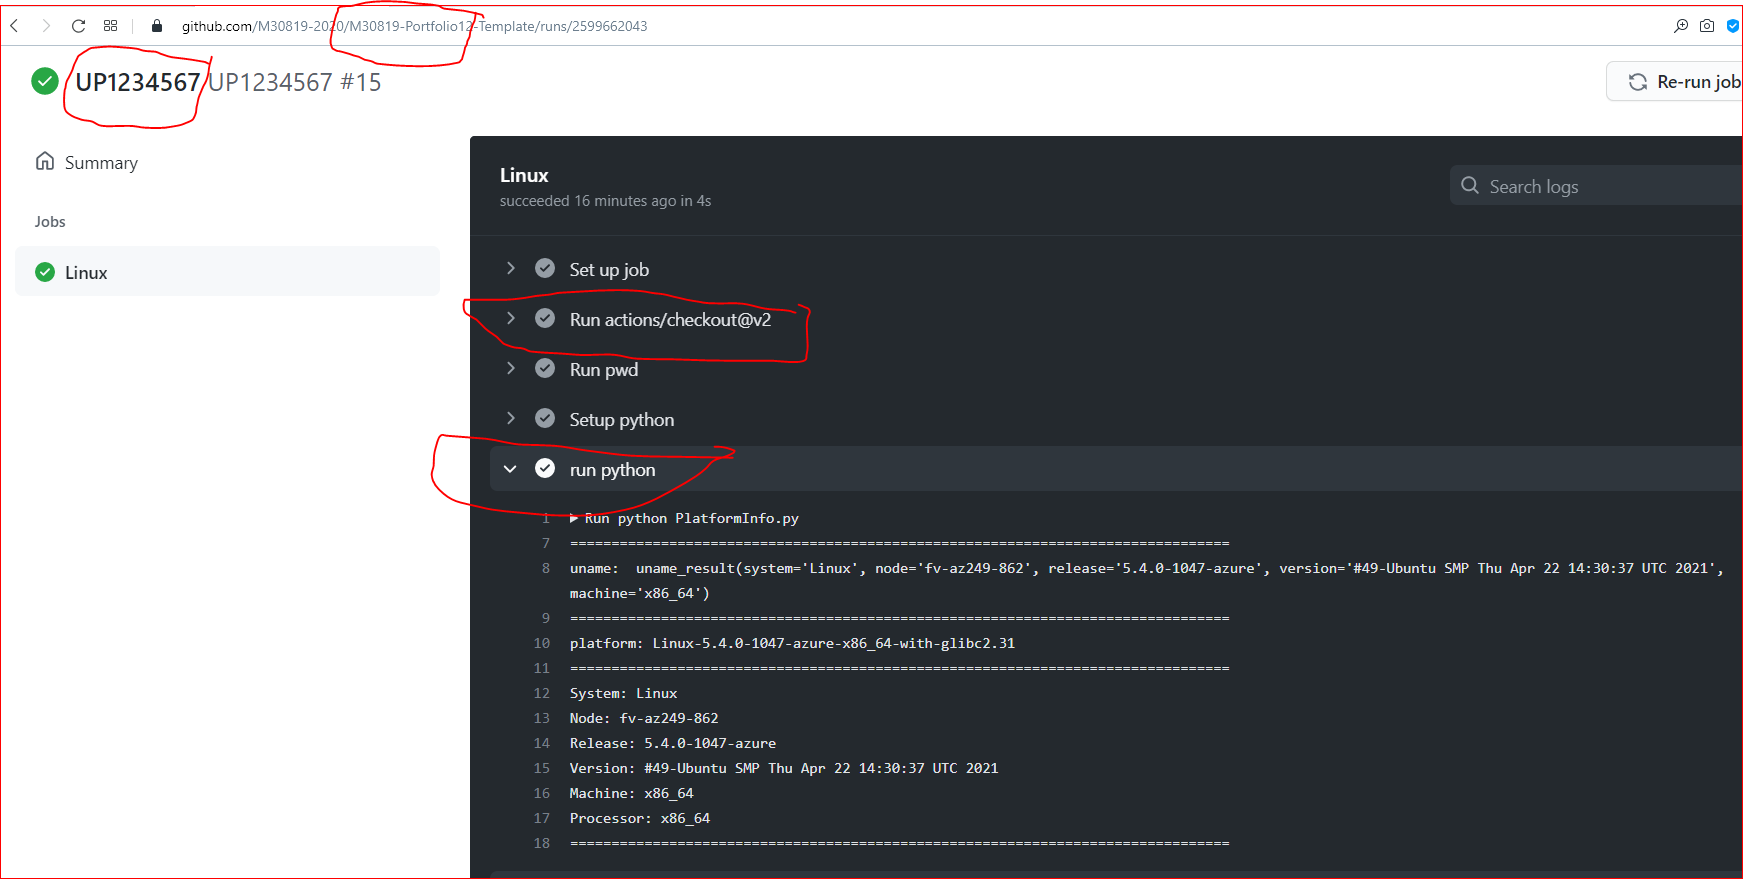 github.com/M30819-2020/M30819-Portfolio12-Template/runs/2599662043
UP1234567 UP1234567 #15
Re-run job
Summary
Jobs
Linux
Linux
succeeded 16 minutes ago in 4s
Search logs
Set up job
Run actions/checkout@v2
Run pwd
Setup python
run python
1 ▶ Run python PlatformInfo.py
7 ================================================================================
8 uname:  uname_result(system='Linux', node='fv-az249-862', release='5.4.0-1047-azure', version='#49-Ubuntu SMP Thu Apr 22 14:30:37 UTC 2021',
machine='x86_64')
9 ================================================================================
10 platform: Linux-5.4.0-1047-azure-x86_64-with-glibc2.31
11 ================================================================================
12 System: Linux
13 Node: fv-az249-862
14 Release: 5.4.0-1047-azure
15 Version: #49-Ubuntu SMP Thu Apr 22 14:30:37 UTC 2021
16 Machine: x86_64
17 Processor: x86_64
18 ================================================================================